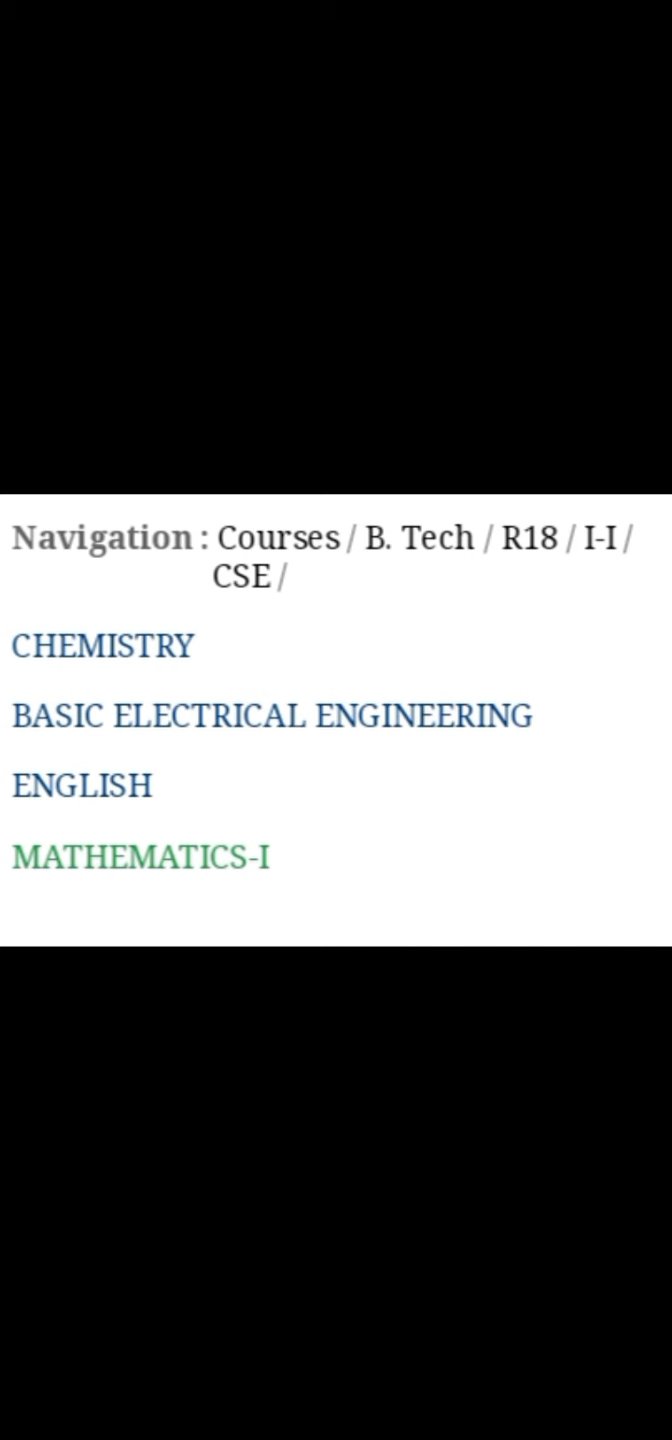 Navigation : Courses / B. Tech / R18 / I-I /
CSE /
CHEMISTRY
BASIC ELECTRICAL ENGINEERING
ENGLISH
MATHEMATICS-I